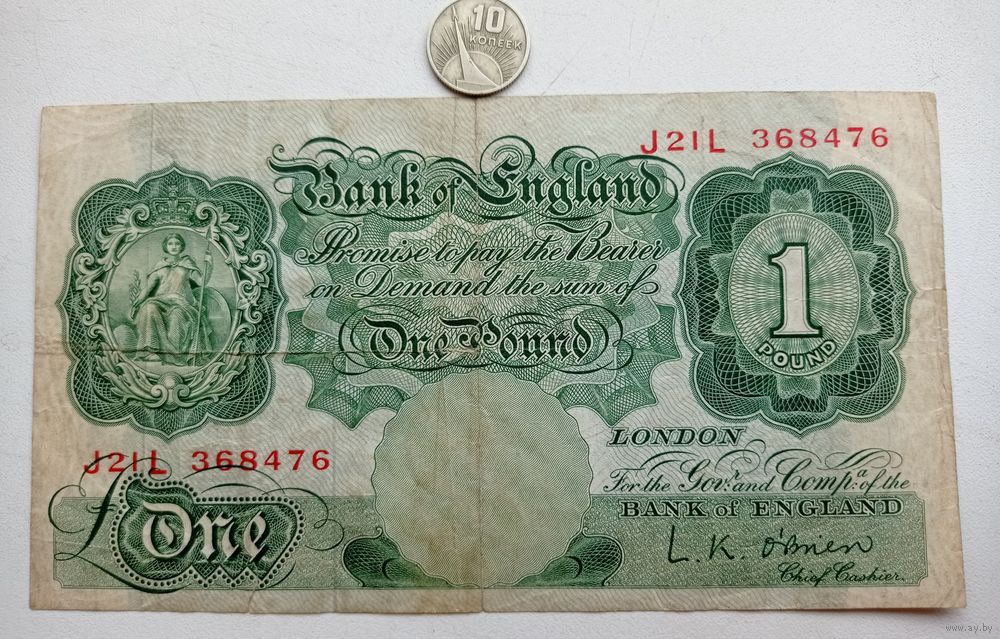 10
КОПЕЕК
J21L 368476
Bank of England
Promise to pay the Bearer
on Demand the sum of
One Pound
1
POUND
LONDON
For the Govr. and Compa. of the
BANK of ENGLAND
J21L 368476
£One
L. K. O'Brien
Chief Cashier.
www.ay.by